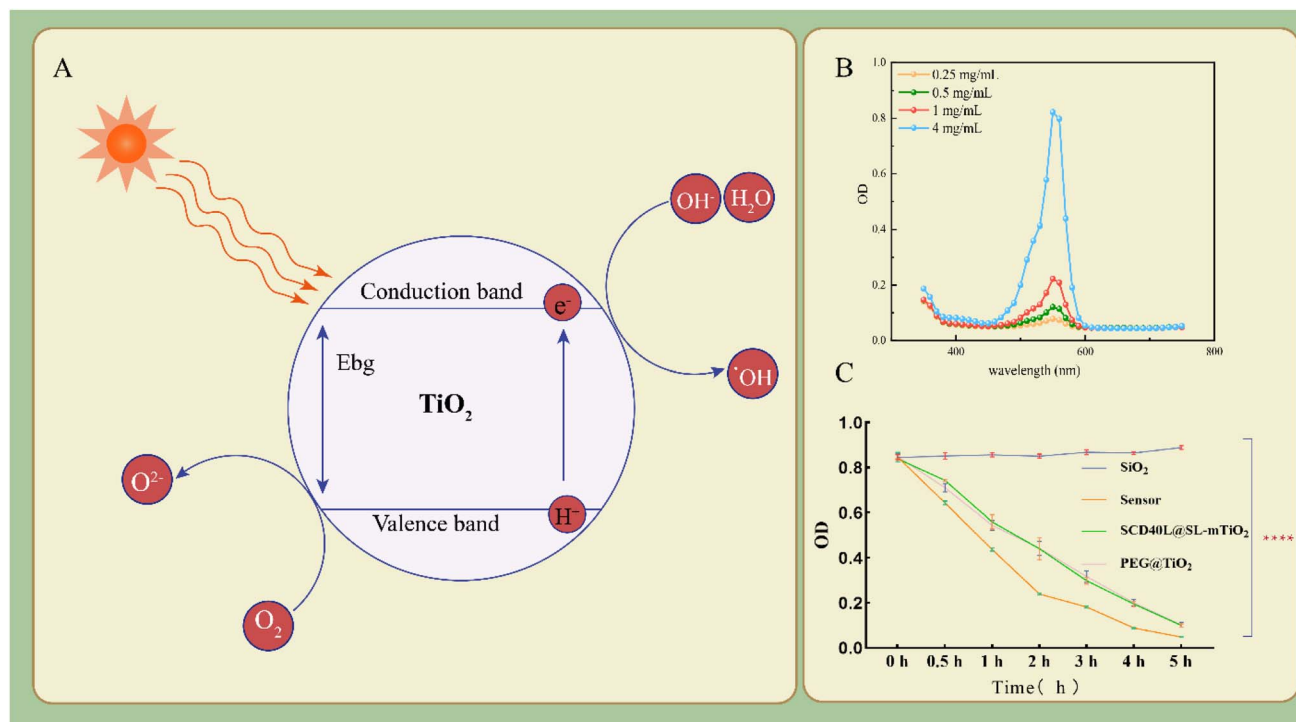 A
OH⁻ H₂O
Conduction band e⁻
Ebg
TiO₂
•OH
O²⁻
Valence band H⁺
O₂
B
0.25 mg/mL
0.5 mg/mL
1 mg/mL
4 mg/mL
1.0
0.8
0.6
0.4
0.2
0.0
OD
400 600 800
wavelength (nm)
C
1.0
0.8
0.6
0.4
0.2
0.0
OD
SiO₂
Sensor
SCD40L@SL-mTiO₂
PEG@TiO₂
****
0 h 0.5 h 1 h 2 h 3 h 4 h 5 h
Time( h )